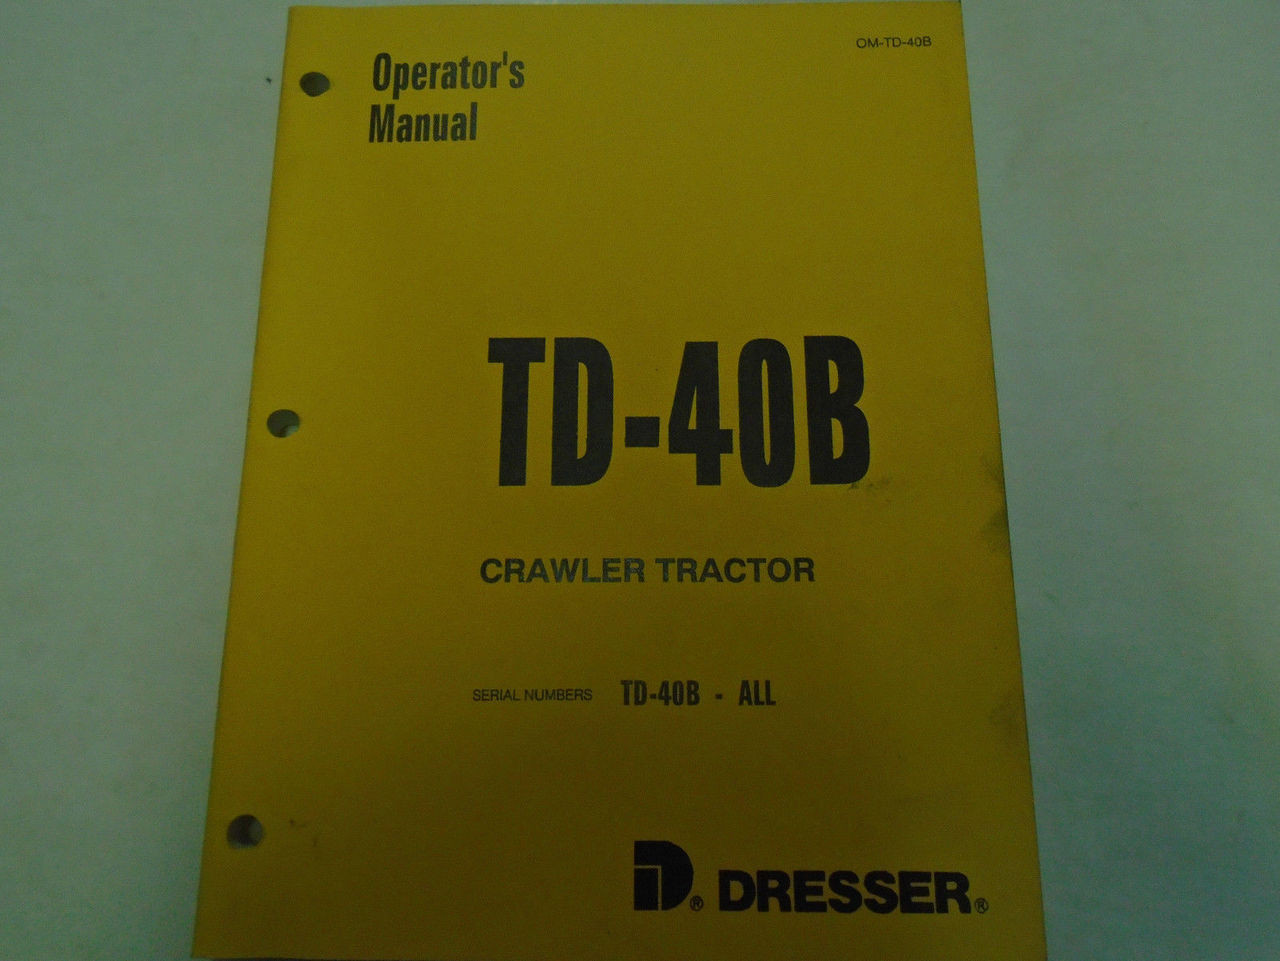 OM-TD-40B
Operator's
Manual
TD-40B
CRAWLER TRACTOR
SERIAL NUMBERS TD-40B - ALL
D® DRESSER®